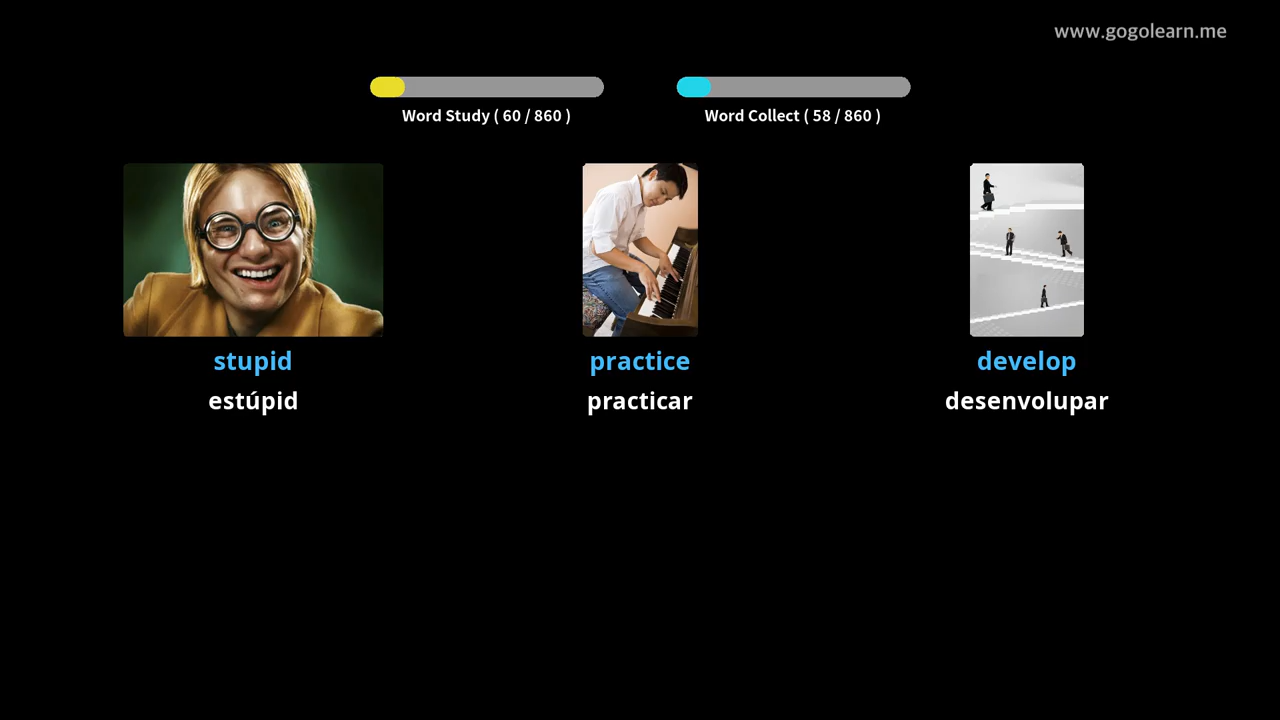 www.gogolearn.me
Word Study ( 60 / 860 )
Word Collect ( 58 / 860 )
stupid
practice
develop
estúpid
practicar
desenvolupar